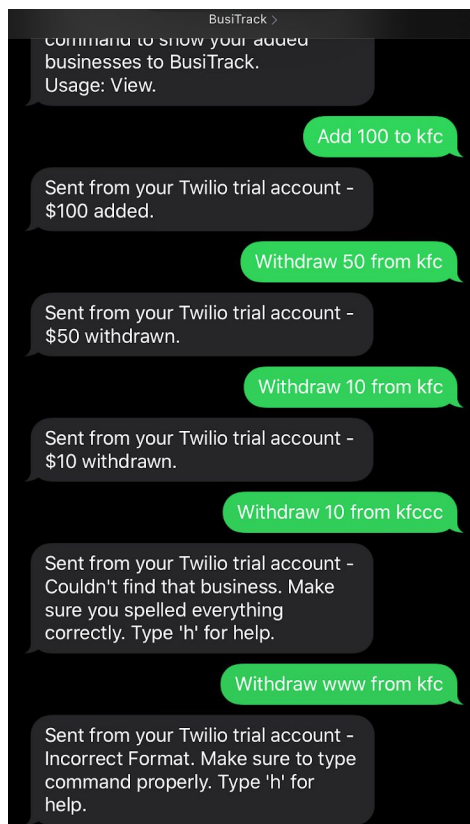 BusiTrack >
command to show your added
businesses to BusiTrack.
Usage: View.
Add 100 to kfc
Sent from your Twilio trial account -
$100 added.
Withdraw 50 from kfc
Sent from your Twilio trial account -
$50 withdrawn.
Withdraw 10 from kfc
Sent from your Twilio trial account -
$10 withdrawn.
Withdraw 10 from kfccc
Sent from your Twilio trial account -
Couldn't find that business. Make
sure you spelled everything
correctly. Type 'h' for help.
Withdraw www from kfc
Sent from your Twilio trial account -
Incorrect Format. Make sure to type
command properly. Type 'h' for
help.